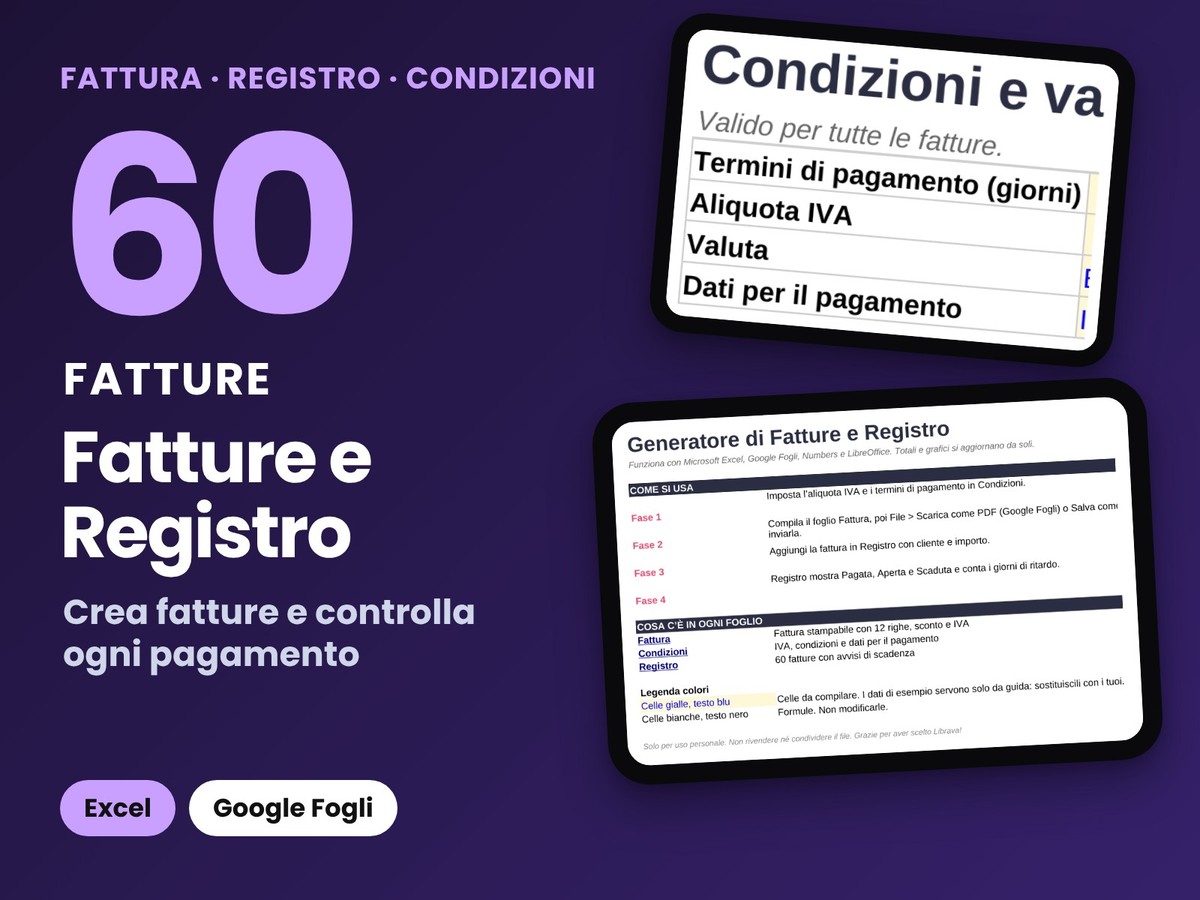 FATTURA · REGISTRO · CONDIZIONI
60
FATTURE
Fatture e
Registro
Crea fatture e controlla
ogni pagamento
Excel
Google Fogli
Condizioni e va
Valido per tutte le fatture.
Termini di pagamento (giorni)
Aliquota IVA
Valuta
Dati per il pagamento
Generatore di Fatture e Registro
Funziona con Microsoft Excel, Google Fogli, Numbers e LibreOffice. Totali e grafici si aggiornano da soli.
COME SI USA
Imposta l'aliquota IVA e i termini di pagamento in Condizioni.
Fase 1
Compila il foglio Fattura, poi File > Scarica come PDF (Google Fogli) o Salva come
inviarla.
Fase 2
Aggiungi la fattura in Registro con cliente e importo.
Fase 3
Registro mostra Pagata, Aperta e Scaduta e conta i giorni di ritardo.
Fase 4
COSA C'È IN OGNI FOGLIO
Fattura Fattura stampabile con 12 righe, sconto e IVA
Condizioni IVA, condizioni e dati per il pagamento
Registro 60 fatture con avvisi di scadenza
Legenda colori
Celle gialle, testo blu Celle da compilare. I dati di esempio servono solo da guida: sostituiscili con i tuoi.
Celle bianche, testo nero Formule. Non modificarle.
Solo per uso personale. Non rivendere né condividere il file. Grazie per aver scelto Librava!